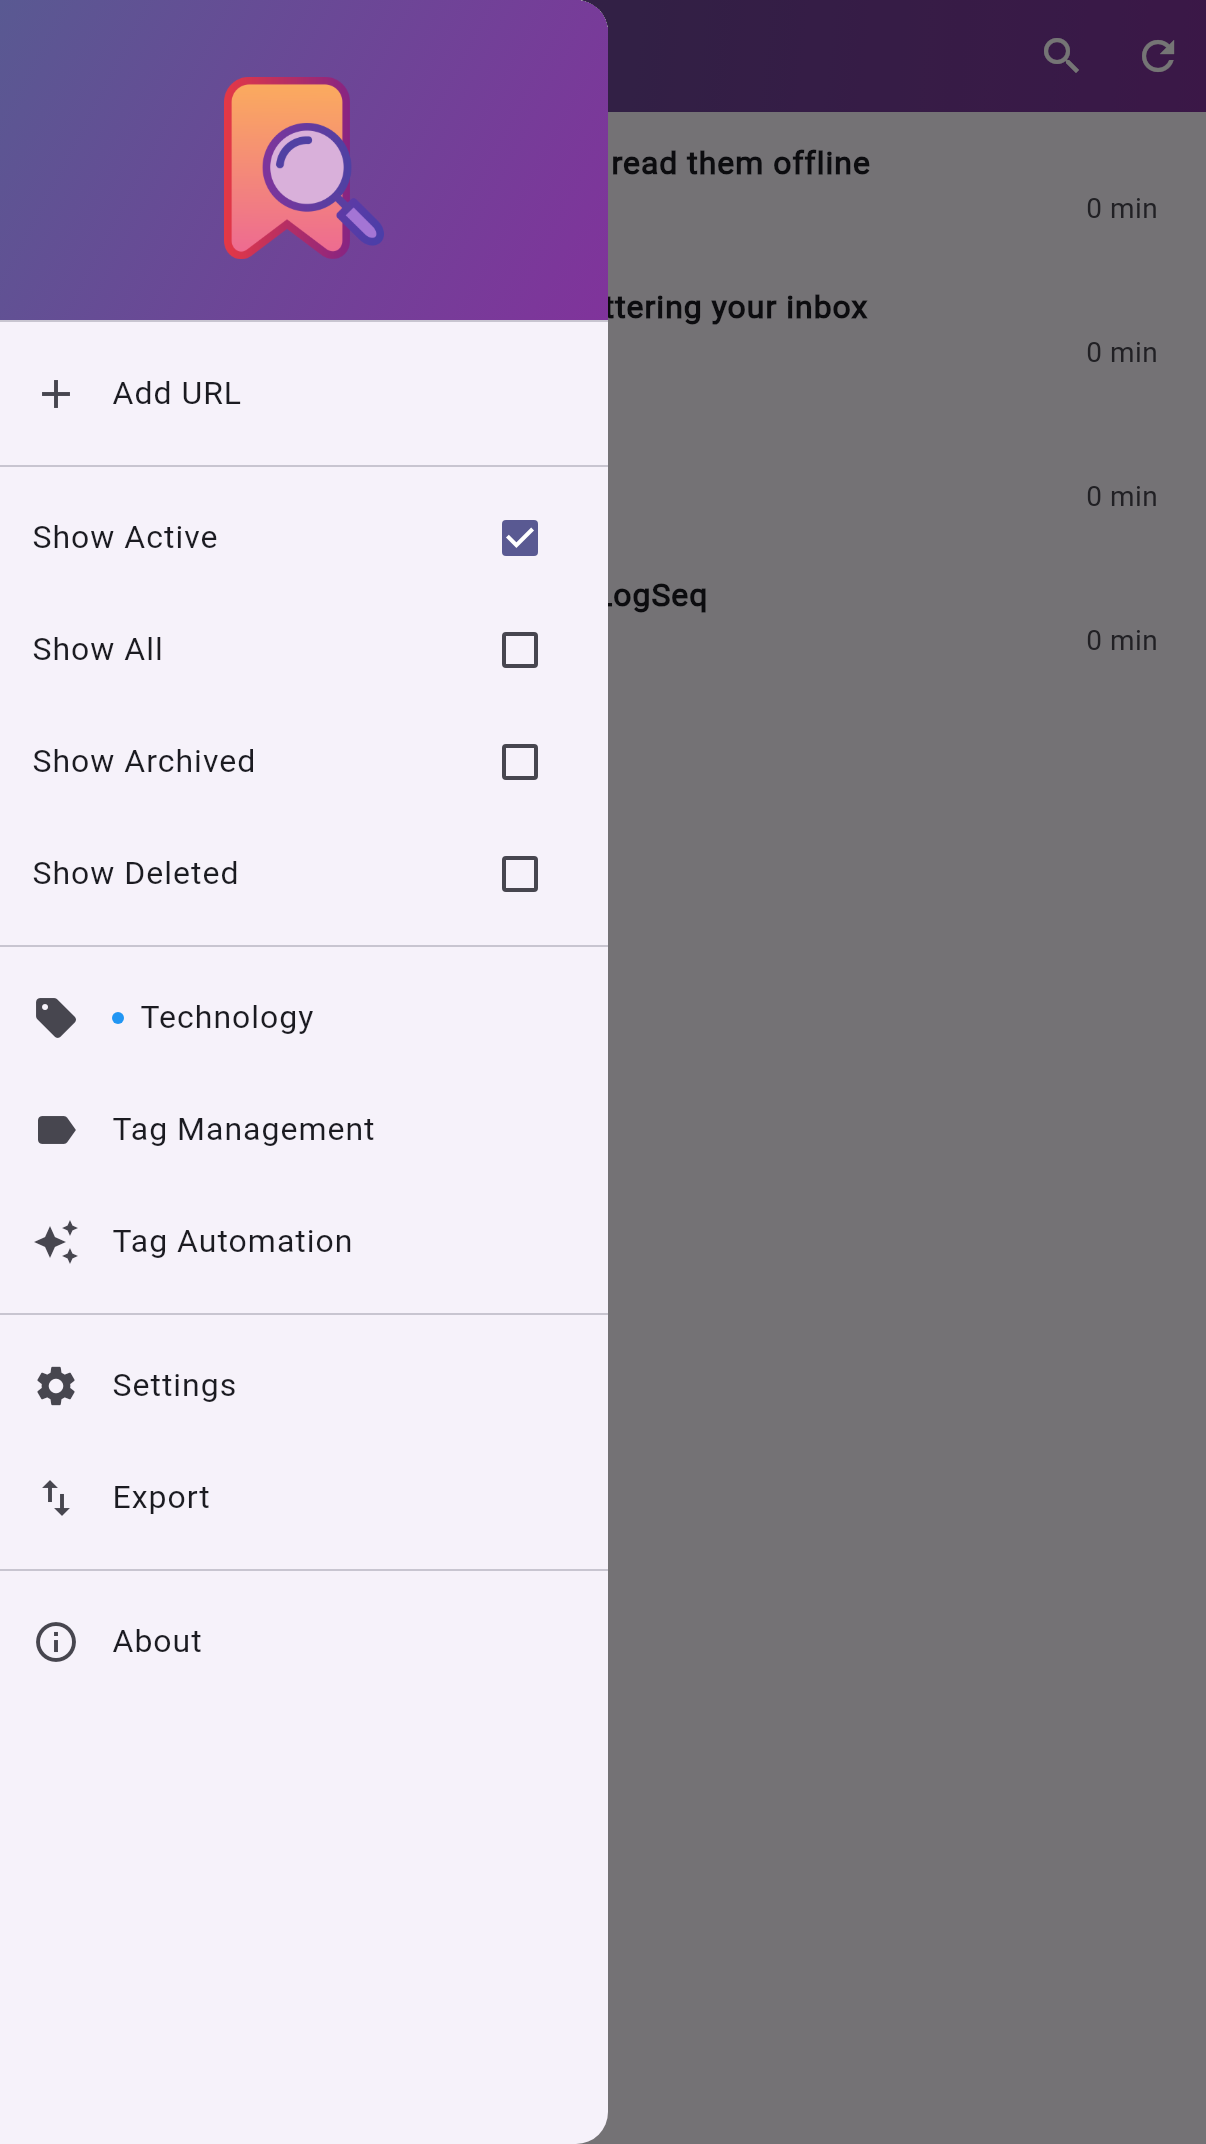 Add URL
Show Active
Show All
Show Archived
Show Deleted
Technology
Tag Management
Tag Automation
Settings
Export
About
read them offline
0 min
ttering your inbox
0 min
0 min
LogSeq
0 min